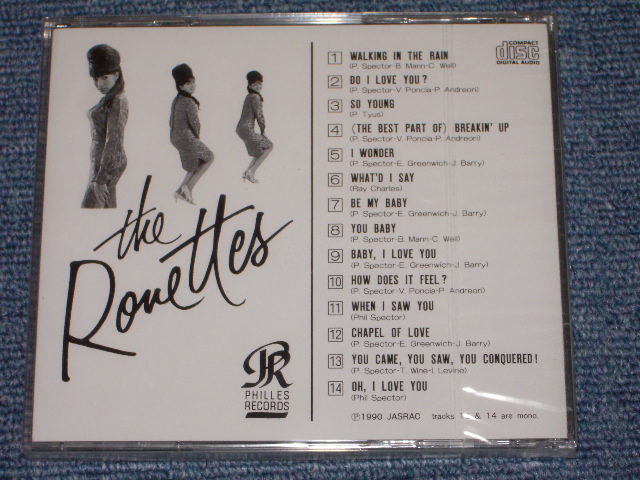 the
Ronettes
PR
PHILLES
RECORDS
COMPACT
disc
DIGITAL AUDIO
1 WALKING IN THE RAIN
(P. Spector-B. Mann-C. Weil)
2 DO I LOVE YOU?
(P. Spector-V. Poncia-P. Andreori)
3 SO YOUNG
(P. Tyus)
4 (THE BEST PART OF) BREAKIN' UP
(P. Spector-V. Poncia-P. Andreori)
5 I WONDER
(P. Spector-E. Greenwich-J. Barry)
6 WHAT'D I SAY
(Ray Charles)
7 BE MY BABY
(P. Spector-E. Greenwich-J. Barry)
8 YOU BABY
(P. Spector-B. Mann-C. Weil)
9 BABY, I LOVE YOU
(P. Spector-E. Greenwich-J. Barry)
10 HOW DOES IT FEEL?
(P. Spector-V. Poncia-P. Andreori)
11 WHEN I SAW YOU
(Phil Spector)
12 CHAPEL OF LOVE
(P. Spector-E. Greenwich-J. Barry)
13 YOU CAME, YOU SAW, YOU CONQUERED!
(P. Spector-T. Wine-I. Levine)
14 OH, I LOVE YOU
(Phil Spector)
Ⓟ1990 JASRAC tracks & 14 are mono.